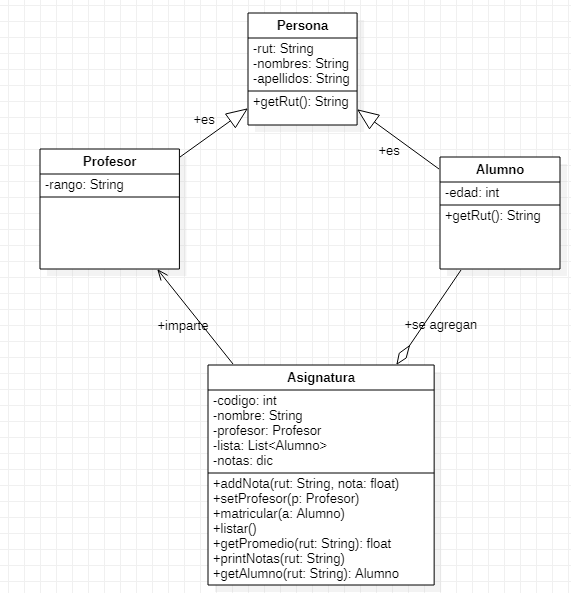 Persona
-rut: String
-nombres: String
-apellidos: String
+getRut(): String
+es
+es
Profesor
-rango: String
Alumno
-edad: int
+getRut(): String
+imparte
+se agregan
Asignatura
-codigo: int
-nombre: String
-profesor: Profesor
-lista: List<Alumno>
-notas: dic
+addNota(rut: String, nota: float)
+setProfesor(p: Profesor)
+matricular(a: Alumno)
+listar()
+getPromedio(rut: String): float
+printNotas(rut: String)
+getAlumno(rut: String): Alumno